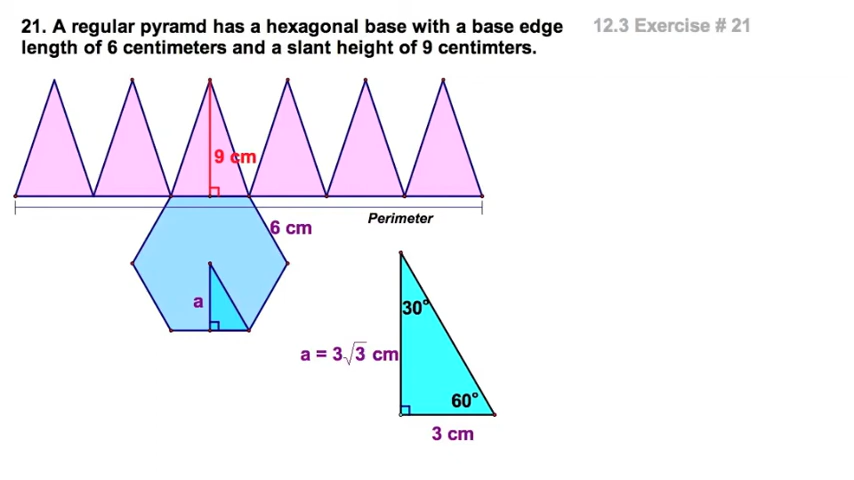 21. A regular pyramd has a hexagonal base with a base edge
length of 6 centimeters and a slant height of 9 centimters.
12.3 Exercise # 21
9 cm
6 cm
Perimeter
a
30°
a = 3√3 cm
60°
3 cm